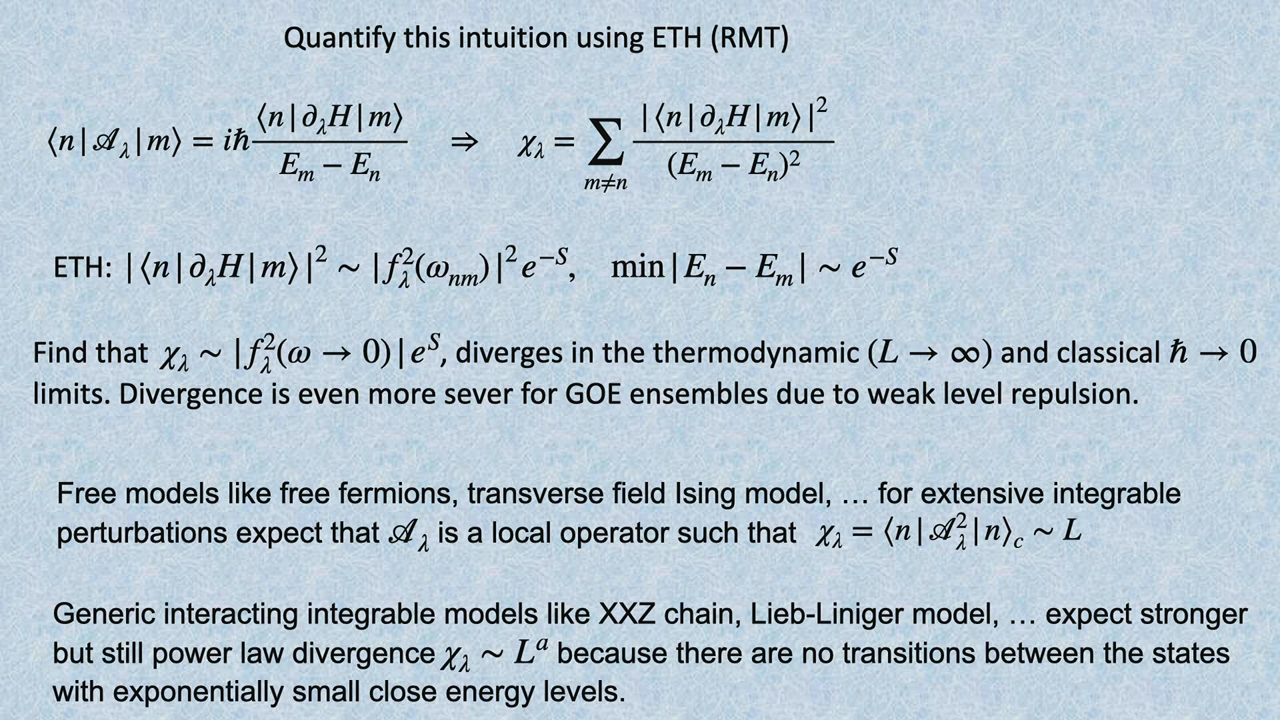 Quantify this intuition using ETH (RMT)
⟨n|𝒜_λ|m⟩ = iħ ⟨n|∂_λH|m⟩ / (E_m − E_n) ⇒ χ_λ = ∑_{m≠n} |⟨n|∂_λH|m⟩|² / (E_m − E_n)²
ETH: |⟨n|∂_λH|m⟩|² ~ |f_λ²(ω_nm)|² e^{−S}, min|E_n − E_m| ~ e^{−S}
Find that χ_λ ~ |f_λ²(ω → 0)| e^S, diverges in the thermodynamic (L → ∞) and classical ħ → 0
limits. Divergence is even more sever for GOE ensembles due to weak level repulsion.
Free models like free fermions, transverse field Ising model, … for extensive integrable
perturbations expect that 𝒜_λ is a local operator such that χ_λ = ⟨n|𝒜_λ²|n⟩_c ~ L
Generic interacting integrable models like XXZ chain, Lieb-Liniger model, … expect stronger
but still power law divergence χ_λ ~ L^a because there are no transitions between the states
with exponentially small close energy levels.